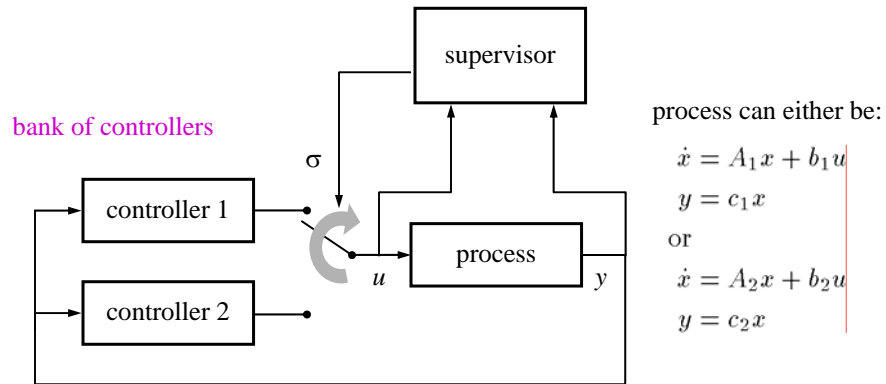 supervisor
bank of controllers
σ
controller 1
controller 2
u
process
y
process can either be:
ẋ = A₁x + b₁u
y = c₁x
or
ẋ = A₂x + b₂u
y = c₂x